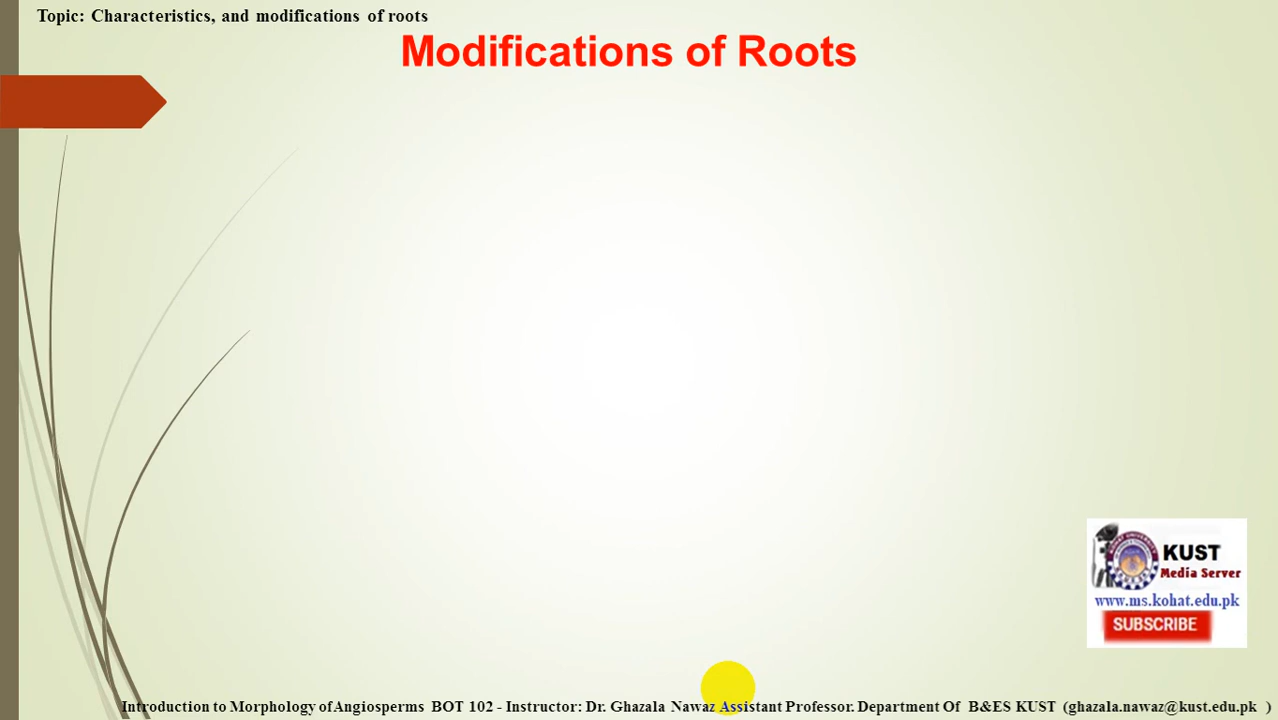 Topic: Characteristics, and modifications of roots
Modifications of Roots
KUST
Media Server
www.ms.kohat.edu.pk
SUBSCRIBE
Introduction to Morphology of Angiosperms BOT 102 - Instructor: Dr. Ghazala Nawaz Assistant Professor. Department Of B&ES KUST (ghazala.nawaz@kust.edu.pk )